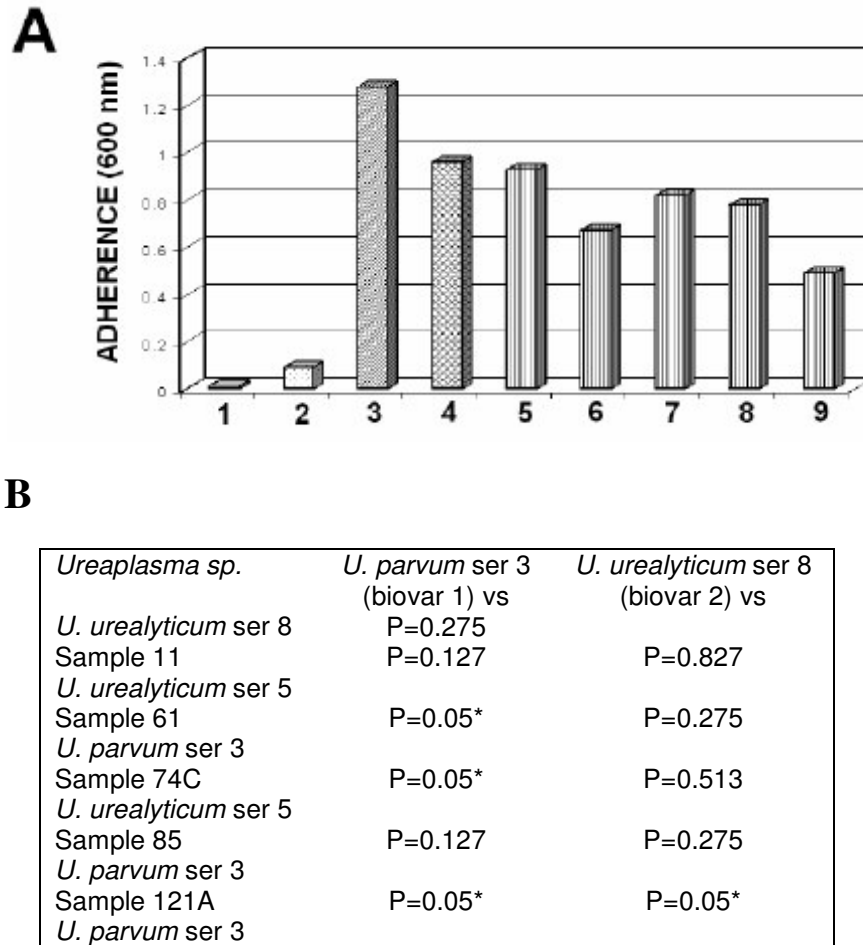 A
ADHERENCE (600 nm)
1.4
1.2
1
0.8
0.6
0.4
0.2
0
1 2 3 4 5 6 7 8 9
B
Ureaplasma sp. U. parvum ser 3 U. urealyticum ser 8
(biovar 1) vs (biovar 2) vs
U. urealyticum ser 8 P=0.275
Sample 11 P=0.127 P=0.827
U. urealyticum ser 5
Sample 61 P=0.05* P=0.275
U. parvum ser 3
Sample 74C P=0.05* P=0.513
U. urealyticum ser 5
Sample 85 P=0.127 P=0.275
U. parvum ser 3
Sample 121A P=0.05* P=0.05*
U. parvum ser 3